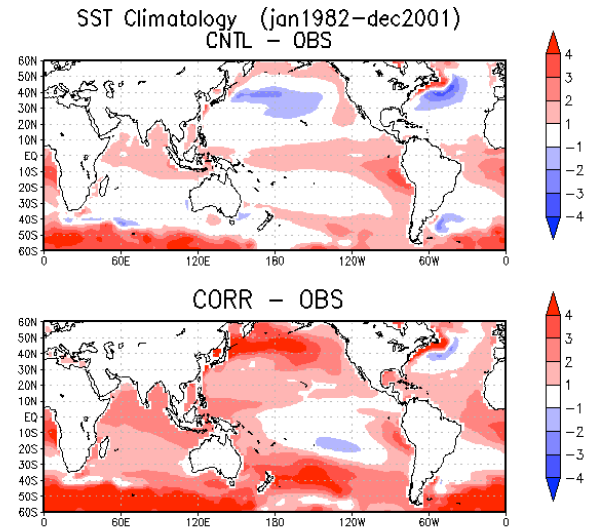 SST Climatology (jan1982-dec2001)
CNTL - OBS
60N
50N
40N
30N
20N
10N
EQ
10S
20S
30S
40S
50S
60S
0 60E 120E 180 120W 60W 0
4
3
2
1
-1
-2
-3
-4
CORR - OBS
60N
50N
40N
30N
20N
10N
EQ
10S
20S
30S
40S
50S
60S
0 60E 120E 180 120W 60W 0
4
3
2
1
-1
-2
-3
-4